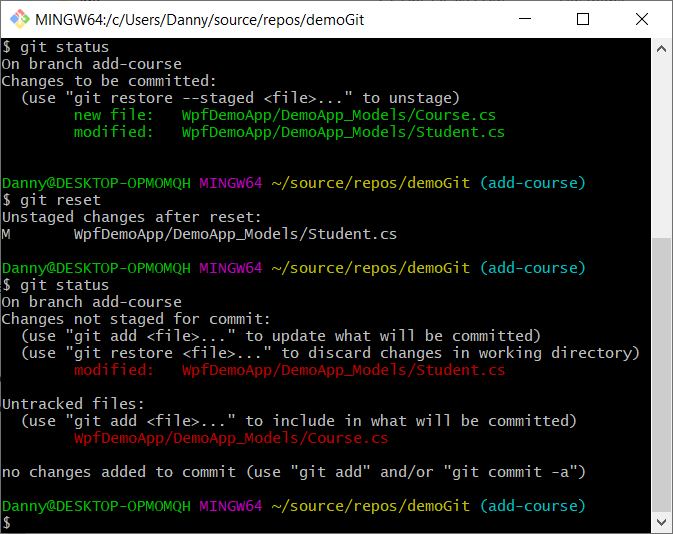 MINGW64:/c/Users/Danny/source/repos/demoGit
$ git status
On branch add-course
Changes to be committed:
  (use "git restore --staged <file>..." to unstage)
        new file:   WpfDemoApp/DemoApp_Models/Course.cs
        modified:   WpfDemoApp/DemoApp_Models/Student.cs
Danny@DESKTOP-OPMOMQH MINGW64 ~/source/repos/demoGit (add-course)
$ git reset
Unstaged changes after reset:
M       WpfDemoApp/DemoApp_Models/Student.cs
Danny@DESKTOP-OPMOMQH MINGW64 ~/source/repos/demoGit (add-course)
$ git status
On branch add-course
Changes not staged for commit:
  (use "git add <file>..." to update what will be committed)
  (use "git restore <file>..." to discard changes in working directory)
        modified:   WpfDemoApp/DemoApp_Models/Student.cs
Untracked files:
  (use "git add <file>..." to include in what will be committed)
        WpfDemoApp/DemoApp_Models/Course.cs
no changes added to commit (use "git add" and/or "git commit -a")
Danny@DESKTOP-OPMOMQH MINGW64 ~/source/repos/demoGit (add-course)
$